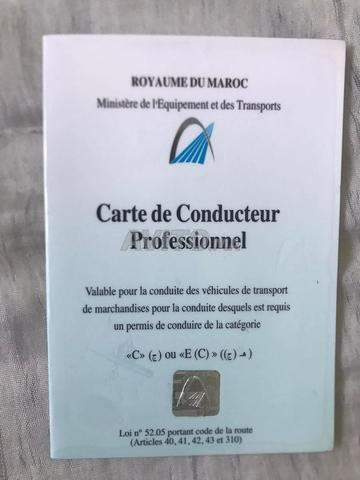 ROYAUME DU MAROC
Ministère de l'Equipement et des Transports
Carte de Conducteur
Professionnel
Valable pour la conduite des véhicules de transport
de marchandises pour la conduite desquels est requis
un permis de conduire de la catégorie
«C» (ج) ou «E (C) » ((ج) هـ)
Loi n° 52.05 portant code de la route
(Articles 40, 41, 42, 43 et 310)